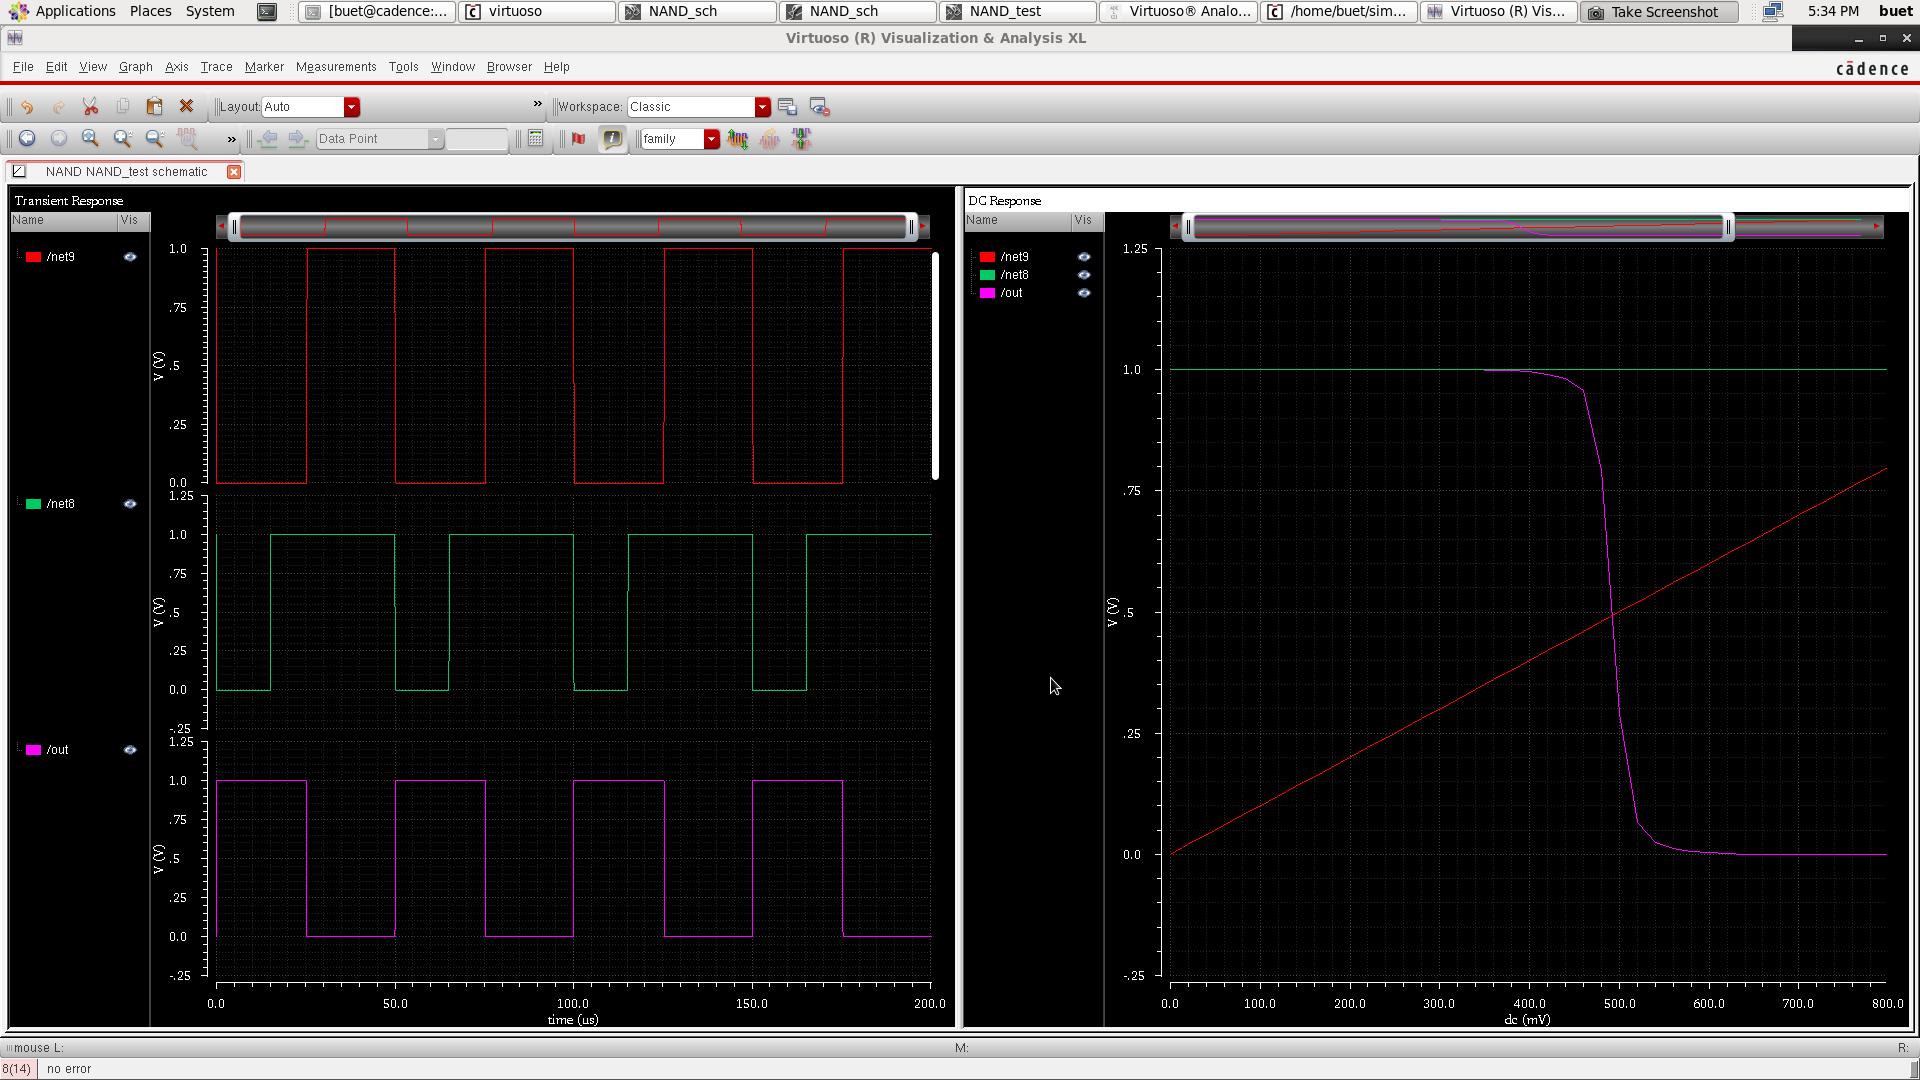 Applications Places System [buet@cadence:... virtuoso NAND_sch NAND_sch NAND_test Virtuoso® Analo... /home/buet/sim... Virtuoso (R) Vis... Take Screenshot 5:34 PM buet
Virtuoso (R) Visualization & Analysis XL
File Edit View Graph Axis Trace Marker Measurements Tools Window Browser Help
cādence
Layout: Auto » Workspace: Classic
» Data Point family
NAND NAND_test schematic
Transient Response
Name Vis
/net9
1.0
.75
V (V)
.5
.25
0.0
/net8
1.25
1.0
.75
V (V)
.5
.25
0.0
-.25
/out
1.25
1.0
.75
V (V)
.5
.25
0.0
-.25
0.0 50.0 100.0 150.0 200.0
time (us)
DC Response
Name Vis
/net9
/net8
/out
1.25
1.0
.75
V (V)
.5
.25
0.0
-.25
0.0 100.0 200.0 300.0 400.0 500.0 600.0 700.0 800.0
dc (mV)
mouse L: M: R:
8(14) no error